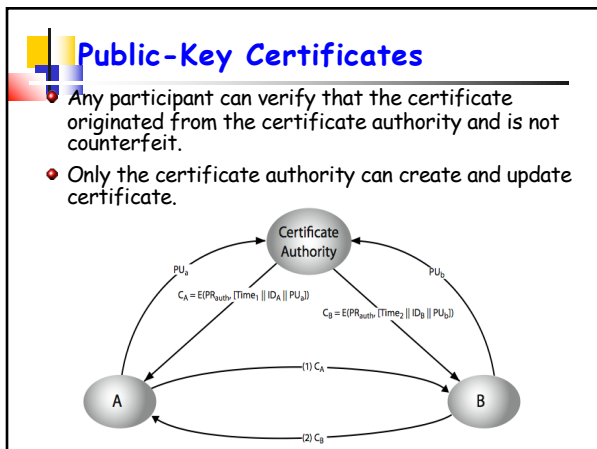 Public-Key Certificates
Any participant can verify that the certificate
originated from the certificate authority and is not
counterfeit.
Only the certificate authority can create and update
certificate.
Certificate
Authority
PUa
PUb
CA = E(PRauth, [Time1 || IDA || PUa])
CB = E(PRauth, [Time2 || IDB || PUb])
(1) CA
A
B
(2) CB